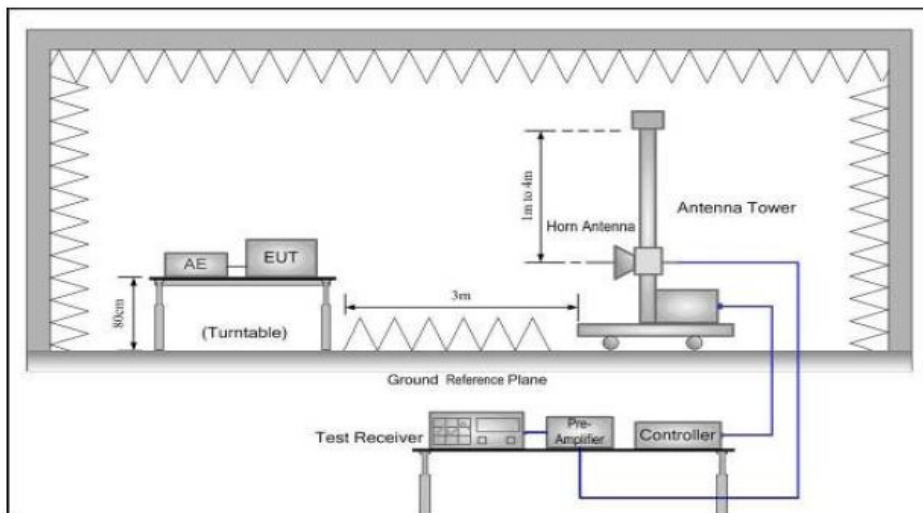 1m to 4m
Horn Antenna
Antenna Tower
AE
EUT
3m
80cm
(Turntable)
Ground Reference Plane
Test Receiver
Pre-
Amplifier
Controller